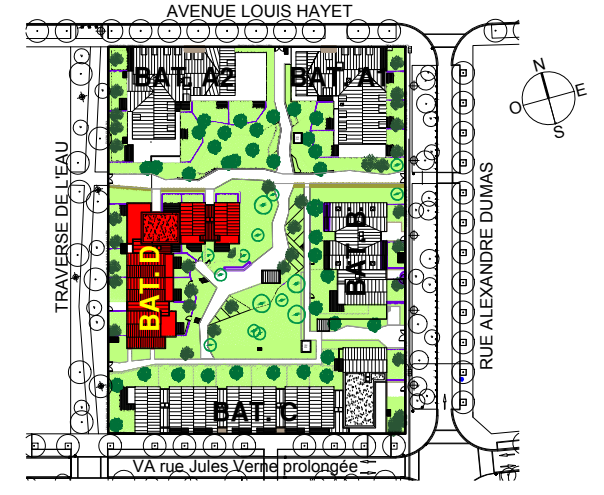 AVENUE LOUIS HAYET
BAT. A2
BAT. A
N
O
E
S
TRAVERSE DE L'EAU
RUE ALEXANDRE DUMAS
BAT. B
BAT. D
BAT. C
VA rue Jules Verne prolongée